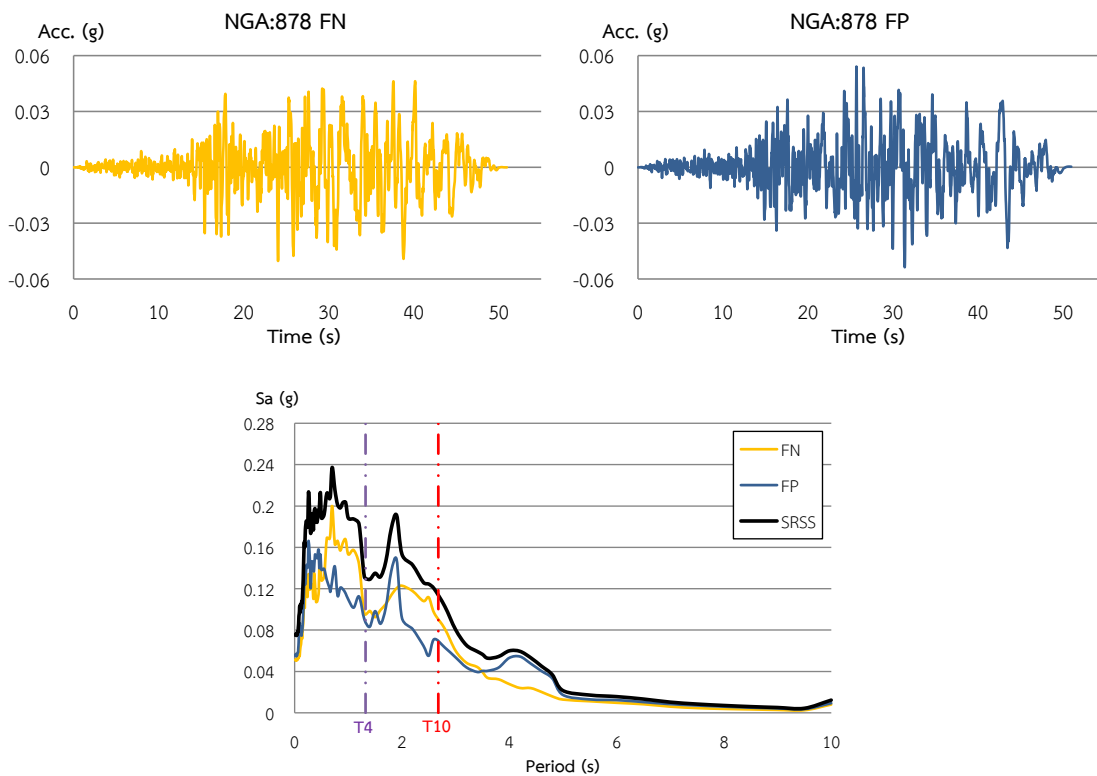 NGA:878 FN
Acc. (g)
0.06
0.03
0
-0.03
-0.06
0 10 20 30 40 50
Time (s)
NGA:878 FP
Acc. (g)
0.06
0.03
0
-0.03
-0.06
0 10 20 30 40 50
Time (s)
Sa (g)
0.28
0.24
0.2
0.16
0.12
0.08
0.04
0
FN
FP
SRSS
T4 T10
0 2 4 6 8 10
Period (s)